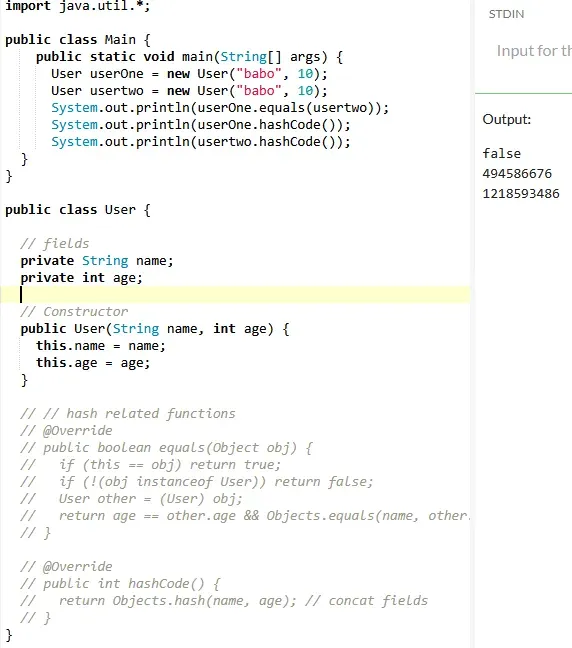 import java.util.*;
public class Main {
public static void main(String[] args) {
User userOne = new User("babo", 10);
User usertwo = new User("babo", 10);
System.out.println(userOne.equals(usertwo));
System.out.println(userOne.hashCode());
System.out.println(usertwo.hashCode());
}
}
public class User {
// fields
private String name;
private int age;
// Constructor
public User(String name, int age) {
this.name = name;
this.age = age;
}
// // hash related functions
// @Override
// public boolean equals(Object obj) {
//   if (this == obj) return true;
//   if (!(obj instanceof User)) return false;
//   User other = (User) obj;
//   return age == other.age && Objects.equals(name, other.
// }
// @Override
// public int hashCode() {
//   return Objects.hash(name, age); // concat fields
// }
}
STDIN
Input for th
Output:
false
494586676
1218593486